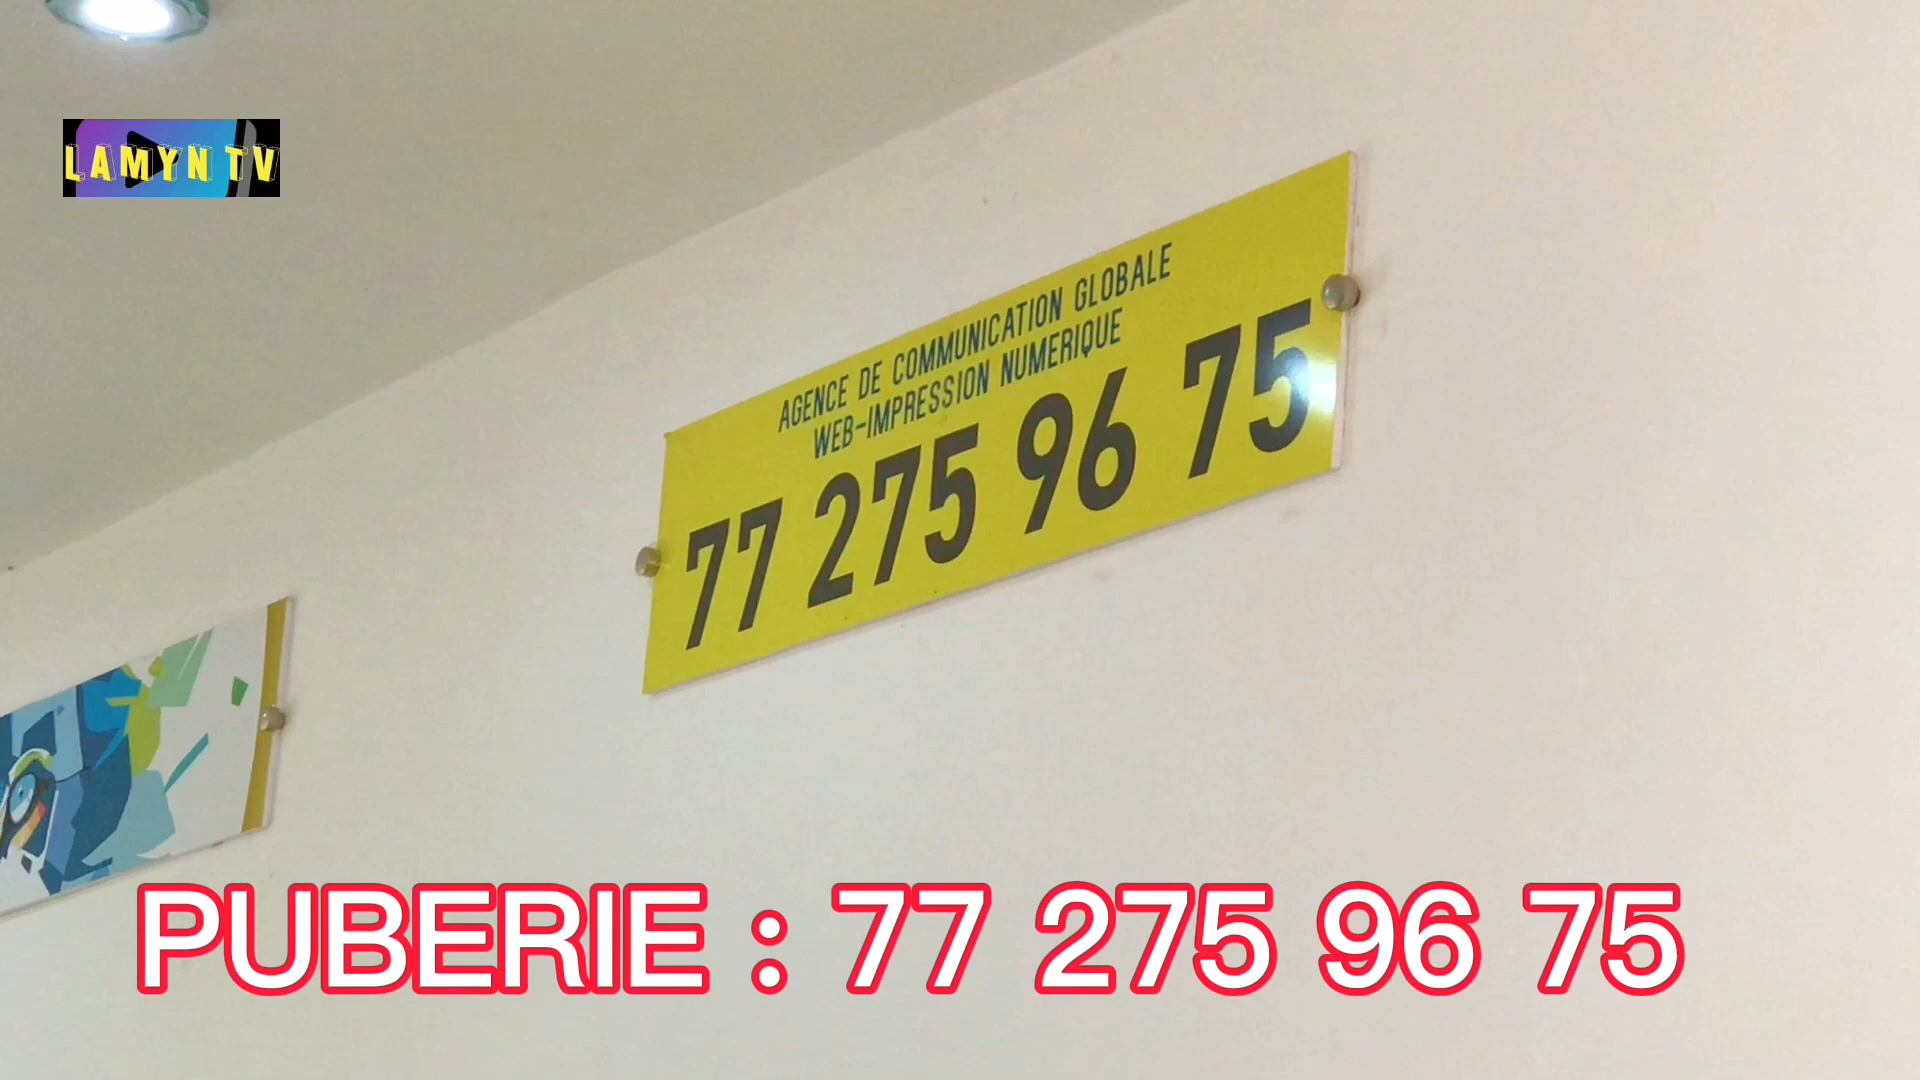 LAMYN TV
AGENCE DE COMMUNICATION GLOBALE
WEB-IMPRESSION NUMERIQUE
77 275 96 75
PUBERIE : 77 275 96 75